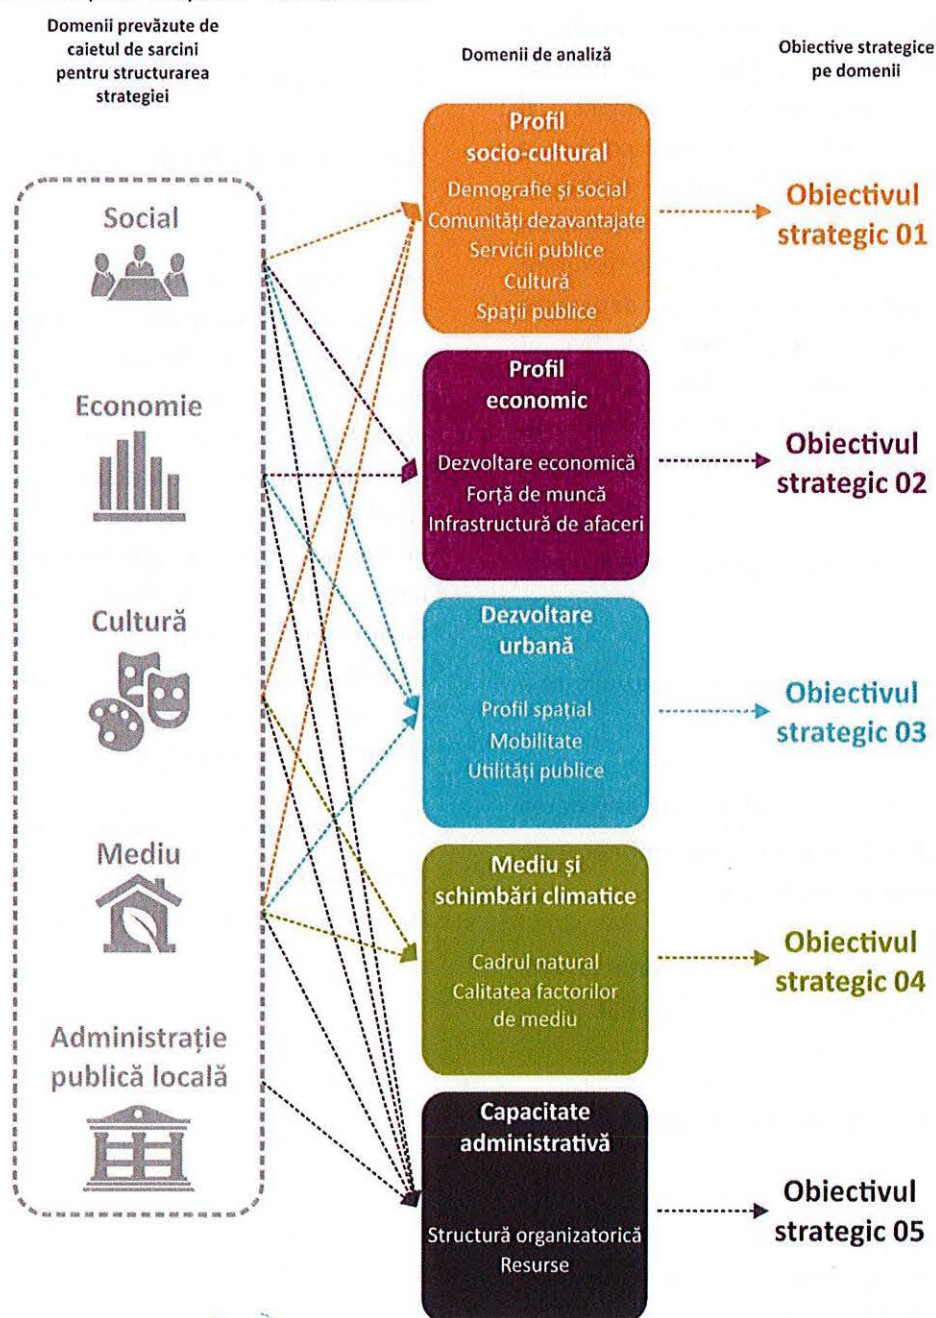 Domenii prevăzute de
caietul de sarcini
pentru structurarea
strategiei
Domenii de analiză
Obiective strategice
pe domenii
Social
Economie
Cultură
Mediu
Administrație
publică locală
Profil
socio-cultural
Demografie și social
Comunități dezavantajate
Servicii publice
Cultură
Spații publice
Profil
economic
Dezvoltare economică
Forță de muncă
Infrastructură de afaceri
Dezvoltare
urbană
Profil spațial
Mobilitate
Utilități publice
Mediu și
schimbări climatice
Cadrul natural
Calitatea factorilor
de mediu
Capacitate
administrativă
Structură organizatorică
Resurse
Obiectivul
strategic 01
Obiectivul
strategic 02
Obiectivul
strategic 03
Obiectivul
strategic 04
Obiectivul
strategic 05